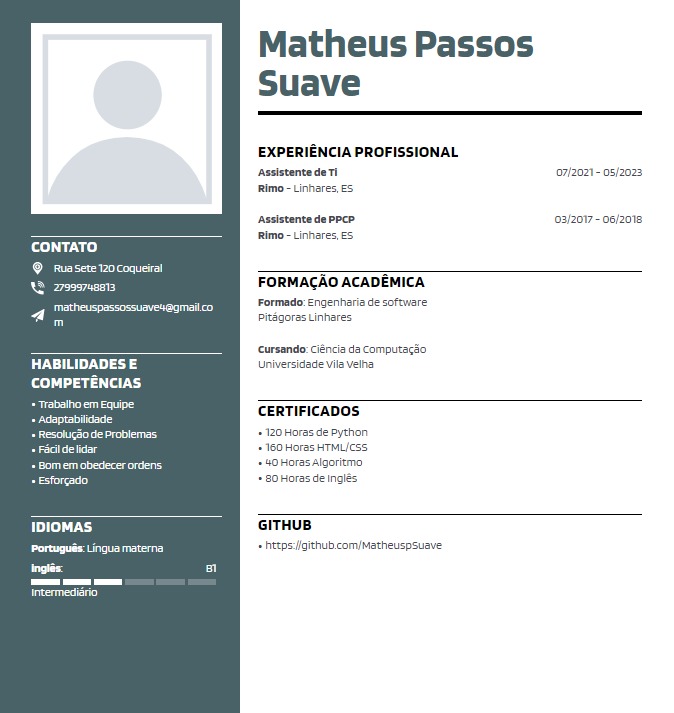 Matheus Passos
Suave
CONTATO
Rua Sete 120 Coqueiral
27999748813
matheuspassossuave4@gmail.co
m
HABILIDADES E
COMPETÊNCIAS
• Trabalho em Equipe
• Adaptabilidade
• Resolução de Problemas
• Fácil de lidar
• Bom em obedecer ordens
• Esforçado
IDIOMAS
Português: Língua materna
Inglês: B1
Intermediário
EXPERIÊNCIA PROFISSIONAL
Assistente de Ti 07/2021 - 05/2023
Rimo - Linhares, ES
Assistente de PPCP 03/2017 - 06/2018
Rimo - Linhares, ES
FORMAÇÃO ACADÊMICA
Formado: Engenharia de software
Pitágoras Linhares
Cursando: Ciência da Computação
Universidade Vila Velha
CERTIFICADOS
• 120 Horas de Python
• 160 Horas HTML/CSS
• 40 Horas Algoritmo
• 80 Horas de Inglês
GITHUB
• https://github.com/MatheuspSuave